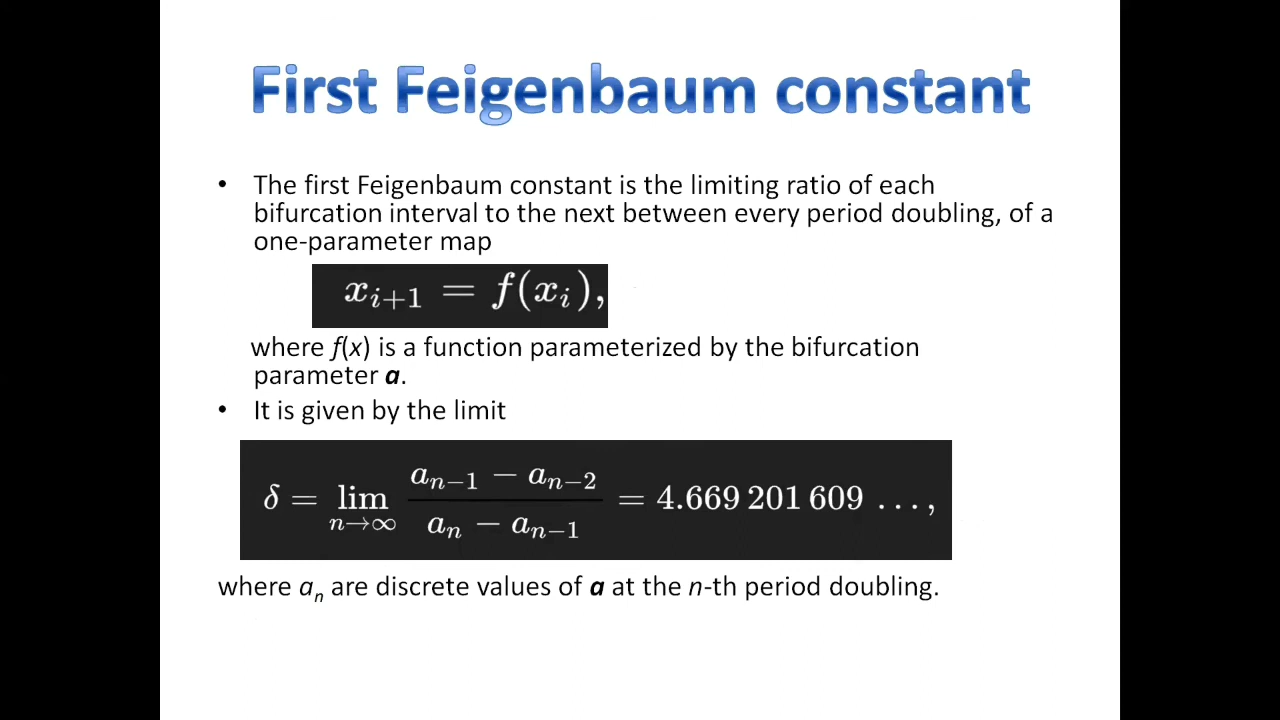 First Feigenbaum constant
• The first Feigenbaum constant is the limiting ratio of each
bifurcation interval to the next between every period doubling, of a
one-parameter map
x_{i+1} = f(x_i),
where f(x) is a function parameterized by the bifurcation
parameter a.
• It is given by the limit
δ = lim_{n→∞} \frac{a_{n−1} − a_{n−2}}{a_n − a_{n−1}} = 4.669 201 609 …,
where a_n are discrete values of a at the n-th period doubling.